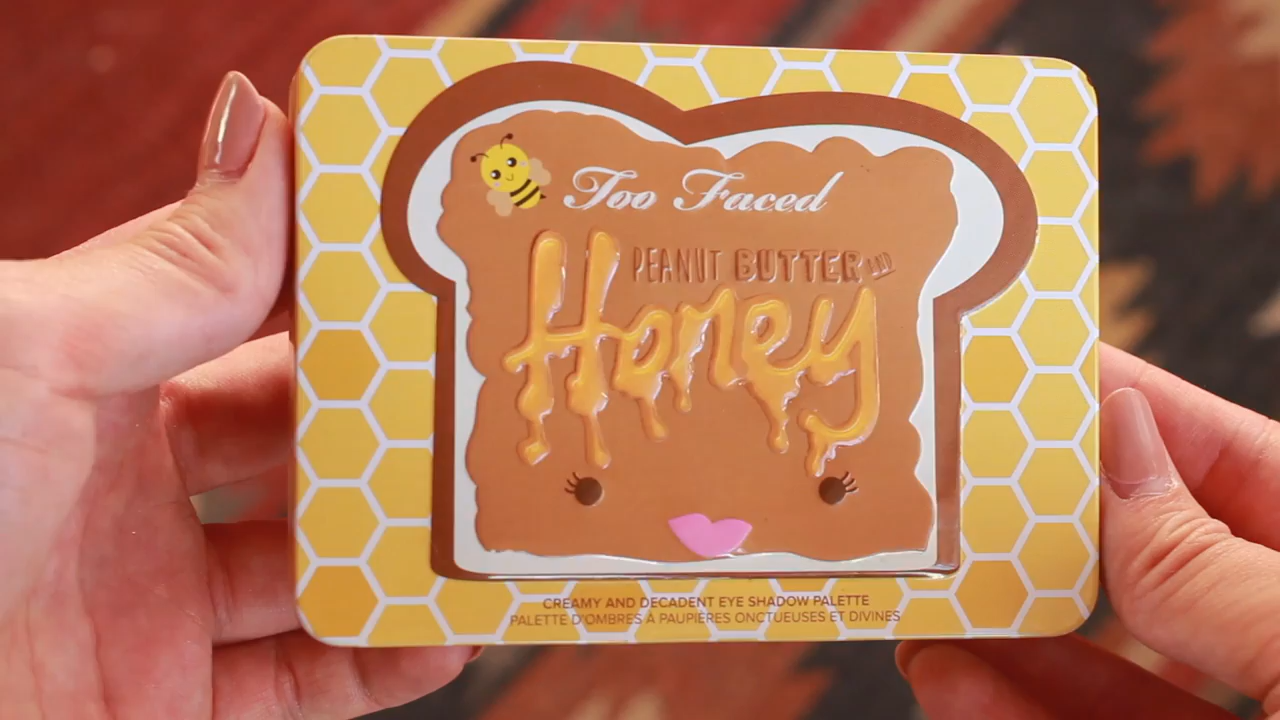 Too Faced
PEANUT BUTTER AND
Honey
CREAMY AND DECADENT EYE SHADOW PALETTE
PALETTE D'OMBRES À PAUPIÈRES ONCTUEUSES ET DIVINES